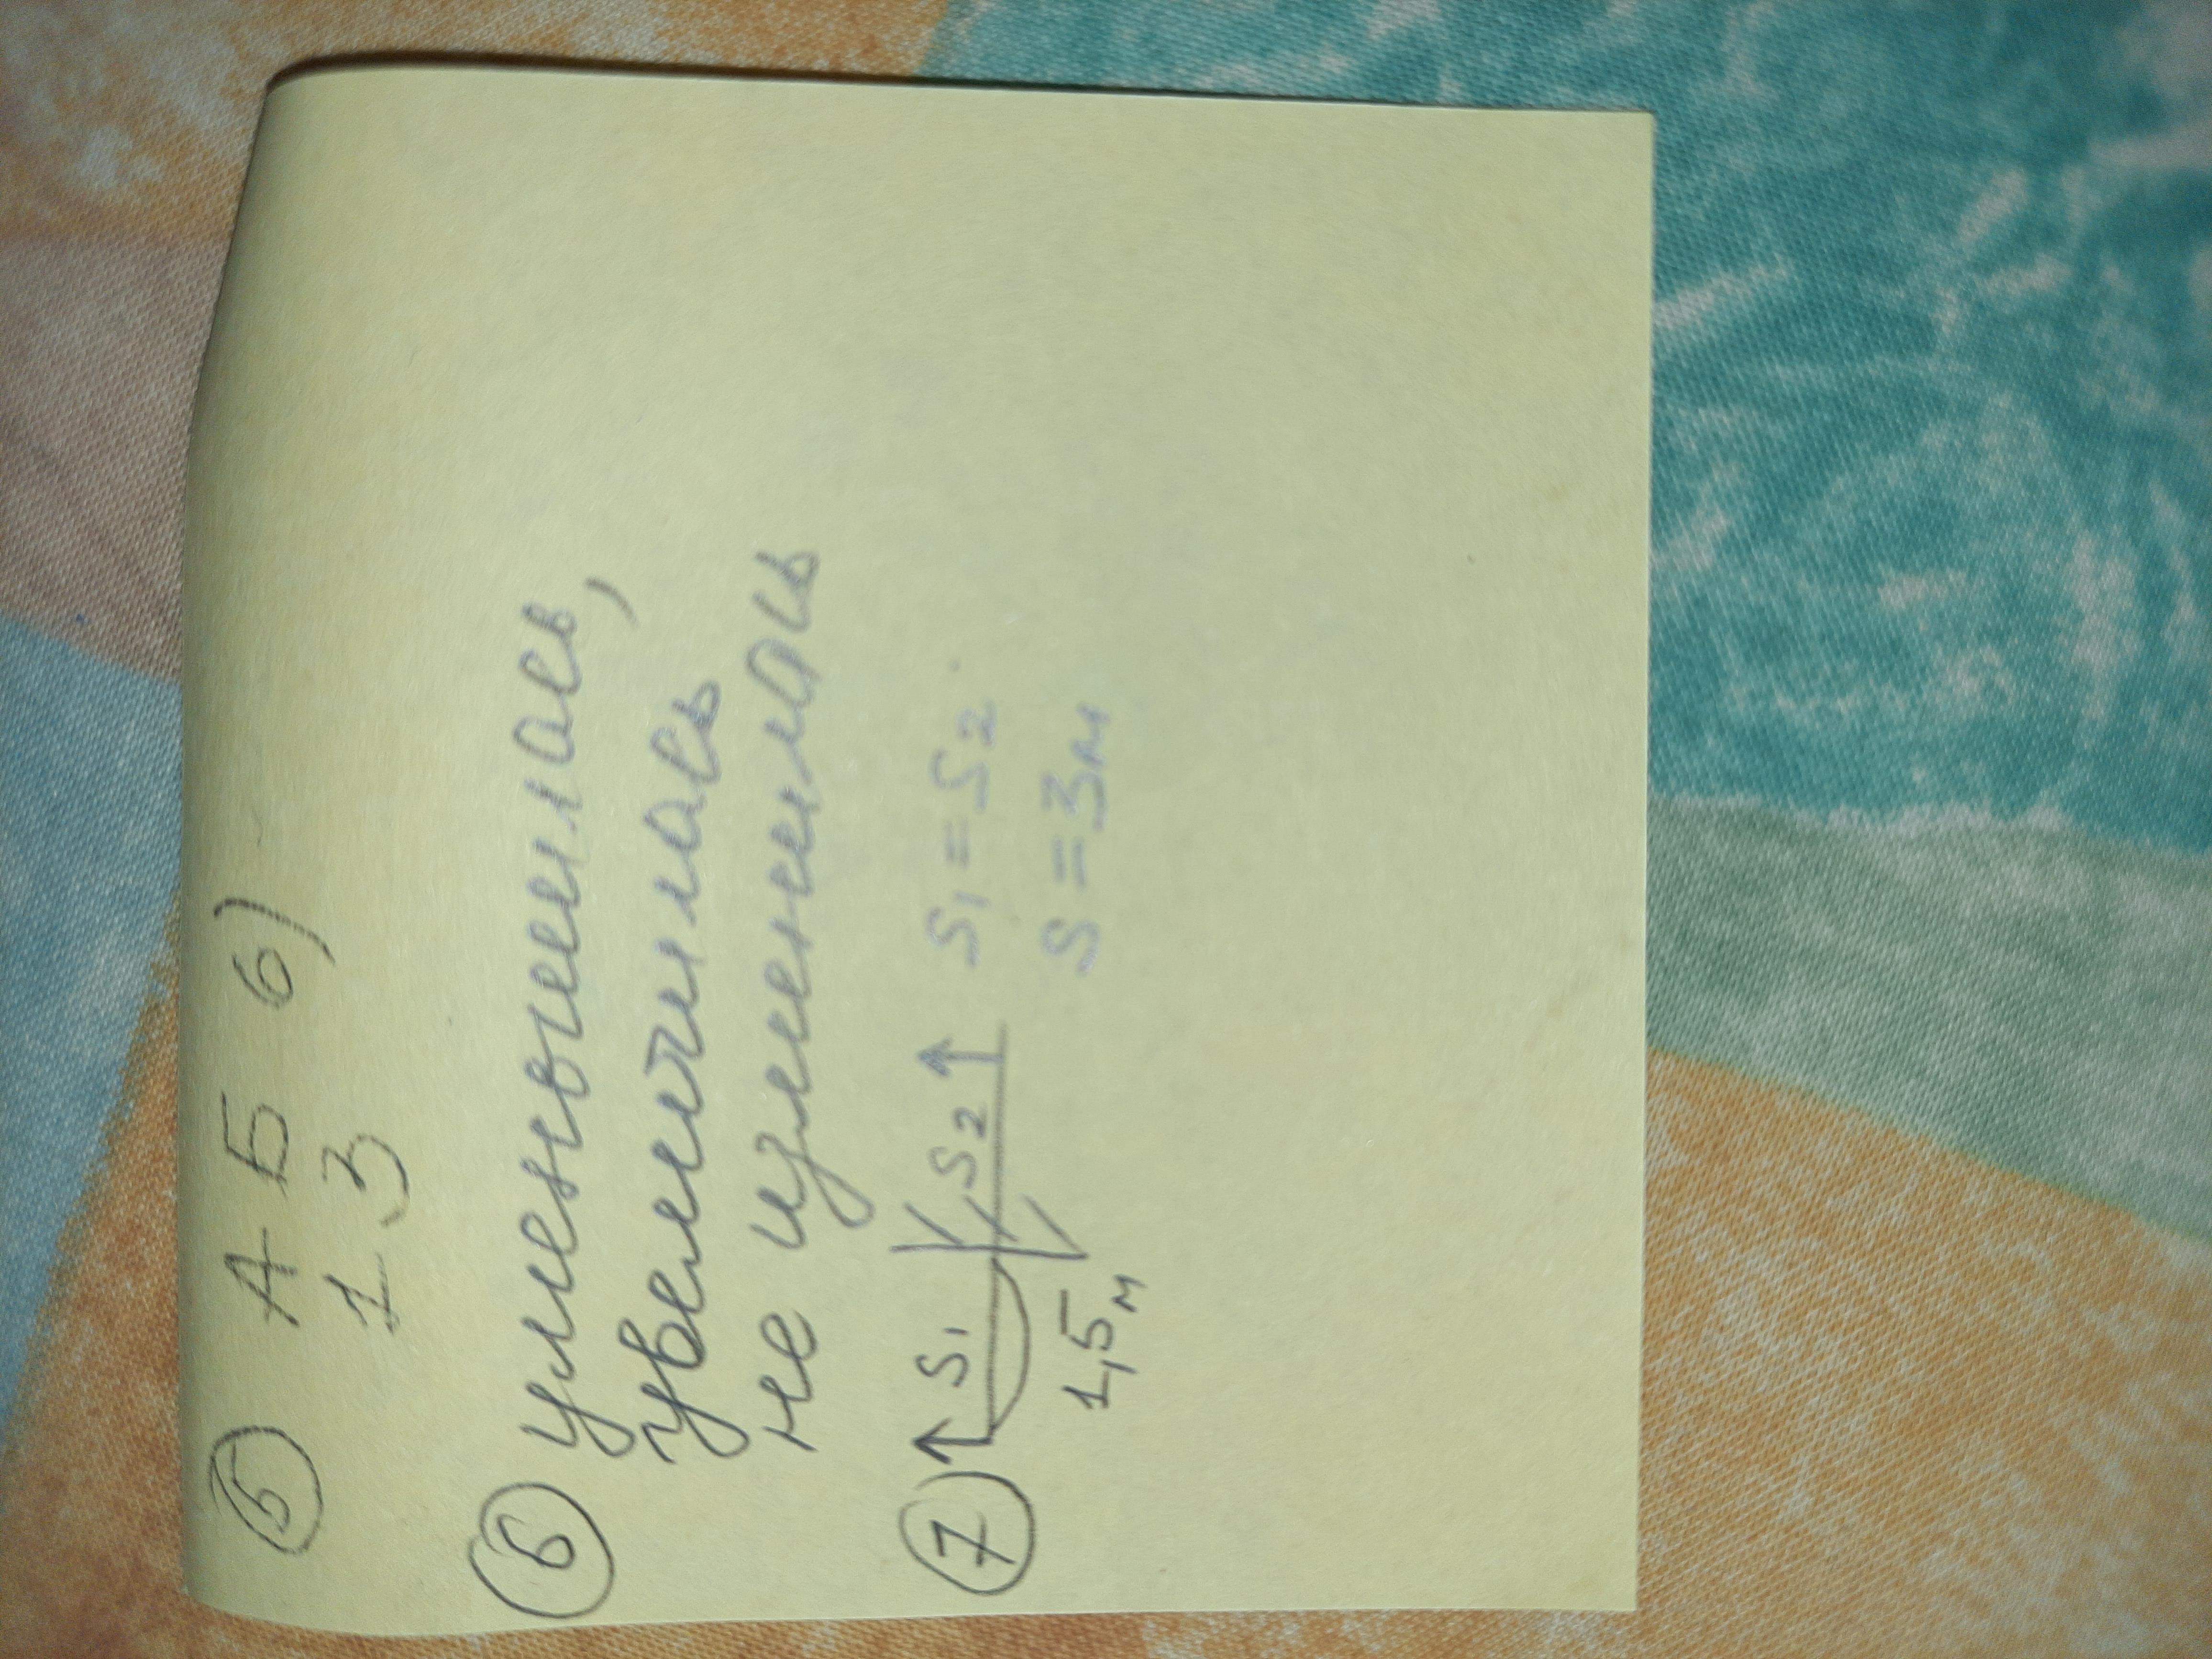 5 А Б 6)
1 3
6 уменьшилась,
увеличилась
не изменилась
7 S1 S2 S1 = S2
1,5м S = 3м